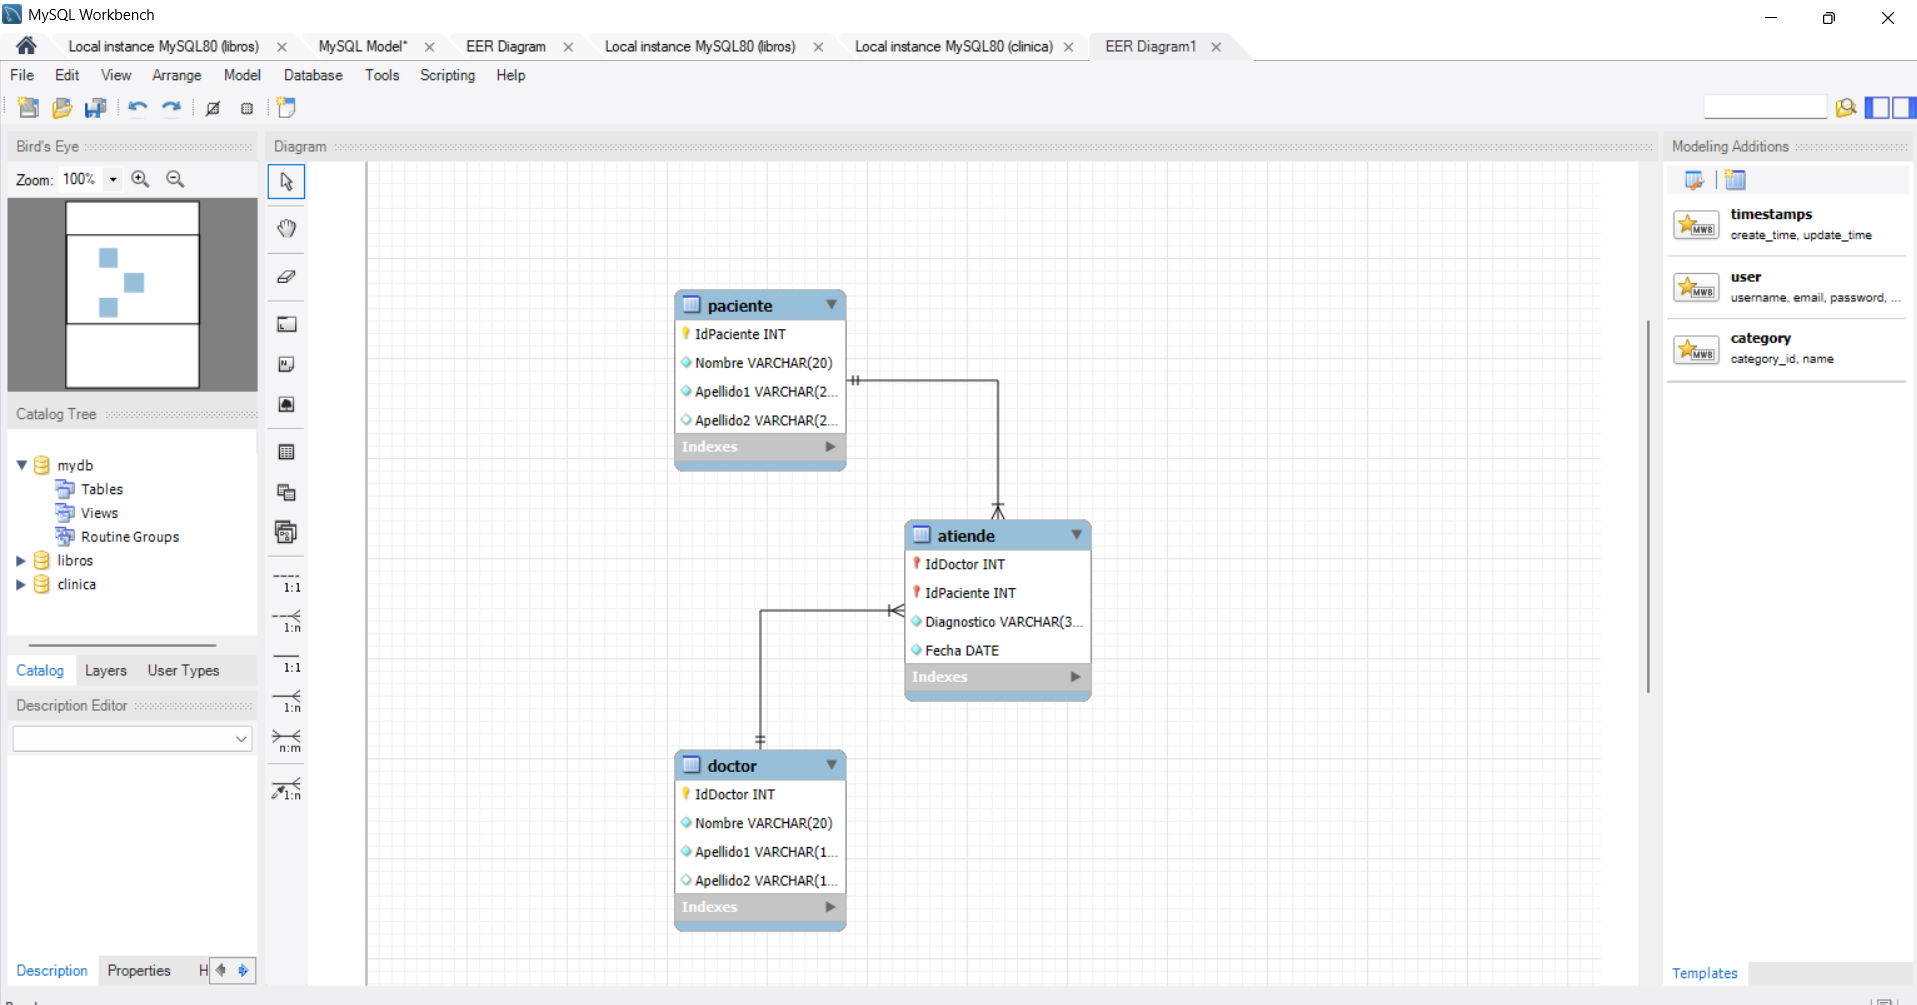 MySQL Workbench
Local instance MySQL80 (libros)
MySQL Model*
EER Diagram
Local instance MySQL80 (libros)
Local instance MySQL80 (clinica)
EER Diagram1
File Edit View Arrange Model Database Tools Scripting Help
Bird's Eye
Zoom: 100%
Catalog Tree
mydb
Tables
Views
Routine Groups
libros
clinica
Catalog Layers User Types
Description Editor
Description Properties H
Diagram
1:1
1:n
1:1
1:n
n:m
1:n
paciente
IdPaciente INT
Nombre VARCHAR(20)
Apellido1 VARCHAR(2...
Apellido2 VARCHAR(2...
Indexes
atiende
IdDoctor INT
IdPaciente INT
Diagnostico VARCHAR(3...
Fecha DATE
Indexes
doctor
IdDoctor INT
Nombre VARCHAR(20)
Apellido1 VARCHAR(1...
Apellido2 VARCHAR(1...
Indexes
Modeling Additions
MWB
timestamps
create_time, update_time
MWB
user
username, email, password, ...
MWB
category
category_id, name
Templates